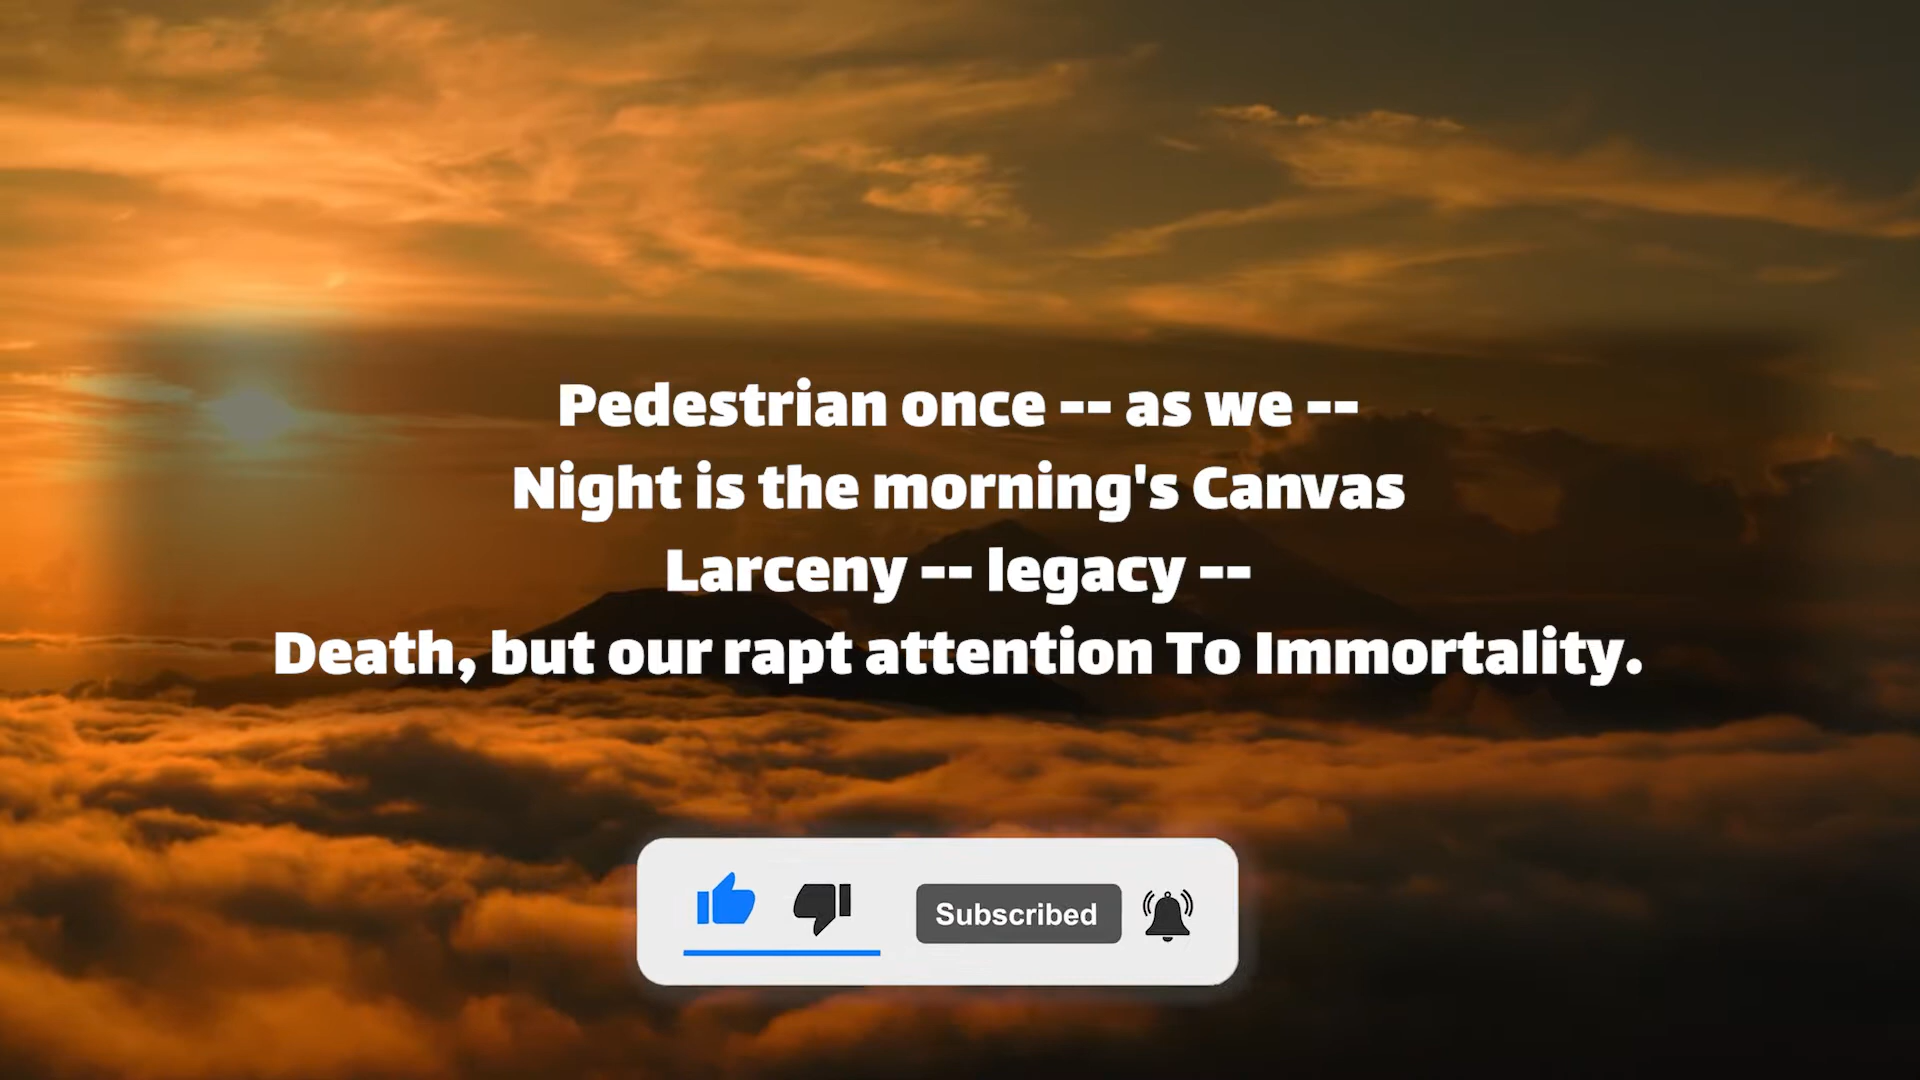 Pedestrian once -- as we --
Night is the morning's Canvas
Larceny -- legacy --
Death, but our rapt attention To Immortality.
Subscribed